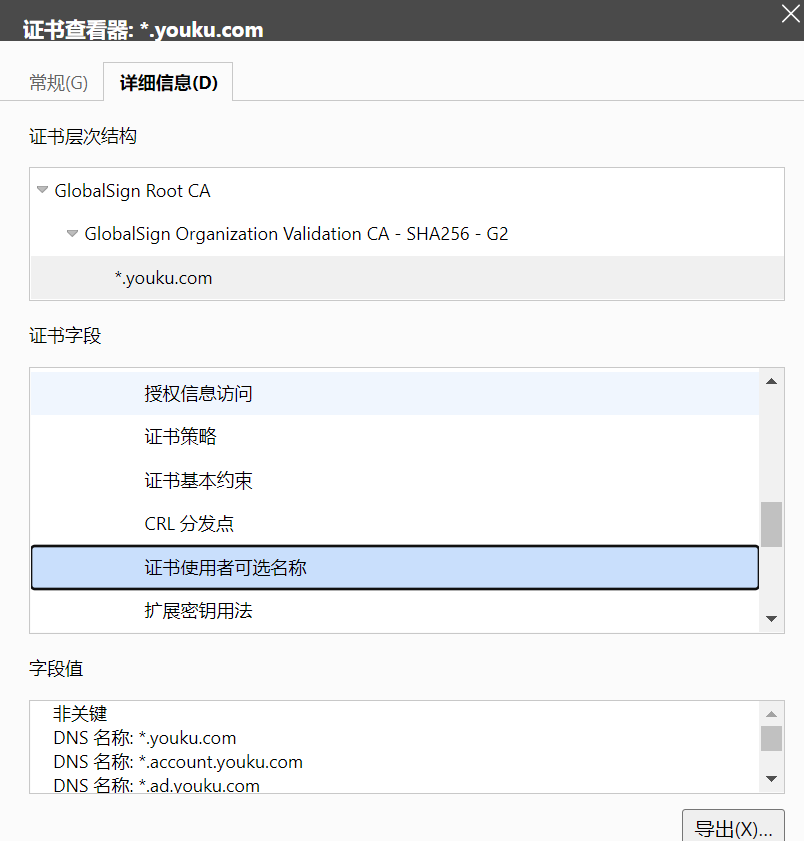 证书查看器: *.youku.com
常规(G) 详细信息(D)
证书层次结构
GlobalSign Root CA
GlobalSign Organization Validation CA - SHA256 - G2
*.youku.com
证书字段
授权信息访问
证书策略
证书基本约束
CRL 分发点
证书使用者可选名称
扩展密钥用法
字段值
非关键
DNS 名称: *.youku.com
DNS 名称: *.account.youku.com
DNS 名称: *.ad.youku.com
导出(X)...